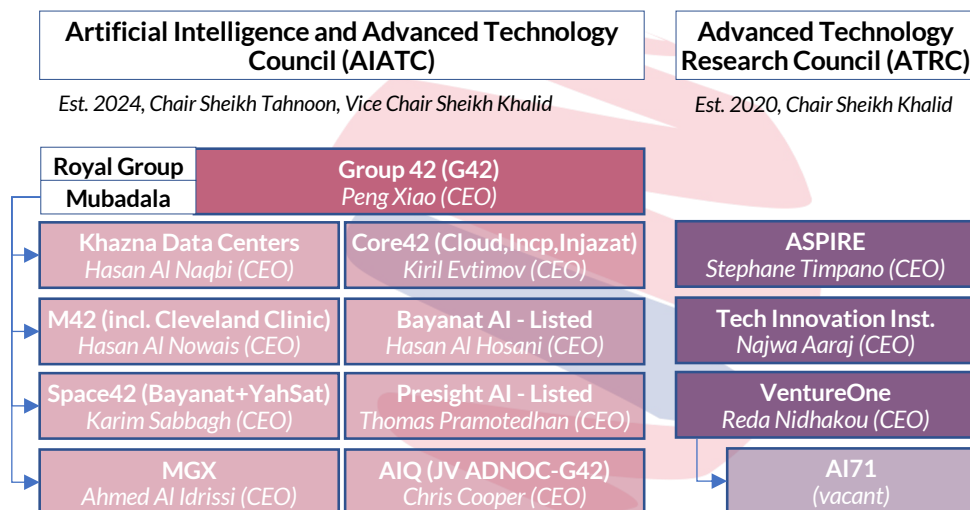 Artificial Intelligence and Advanced Technology
Council (AIATC)
Est. 2024, Chair Sheikh Tahnoon, Vice Chair Sheikh Khalid
Advanced Technology
Research Council (ATRC)
Est. 2020, Chair Sheikh Khalid
Royal Group
Mubadala
Group 42 (G42)
Peng Xiao (CEO)
Khazna Data Centers
Hasan Al Naqbi (CEO)
Core42 (Cloud,Incp,Injazat)
Kiril Evtimov (CEO)
ASPIRE
Stephane Timpano (CEO)
M42 (incl. Cleveland Clinic)
Hasan Al Nowais (CEO)
Bayanat AI - Listed
Hasan Al Hosani (CEO)
Tech Innovation Inst.
Najwa Aaraj (CEO)
Space42 (Bayanat+YahSat)
Karim Sabbagh (CEO)
Presight AI - Listed
Thomas Pramotedhan (CEO)
VentureOne
Reda Nidhakou (CEO)
MGX
Ahmed Al Idrissi (CEO)
AIQ (JV ADNOC-G42)
Chris Cooper (CEO)
AI71
(vacant)